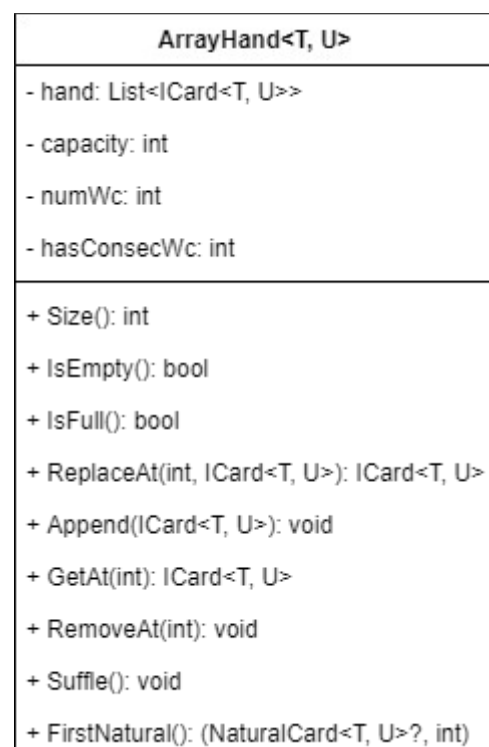 ArrayHand<T, U>
- hand: List<ICard<T, U>>
- capacity: int
- numWc: int
- hasConsecWc: int
+ Size(): int
+ IsEmpty(): bool
+ IsFull(): bool
+ ReplaceAt(int, ICard<T, U>): ICard<T, U>
+ Append(ICard<T, U>): void
+ GetAt(int): ICard<T, U>
+ RemoveAt(int): void
+ Suffle(): void
+ FirstNatural(): (NaturalCard<T, U>?, int)